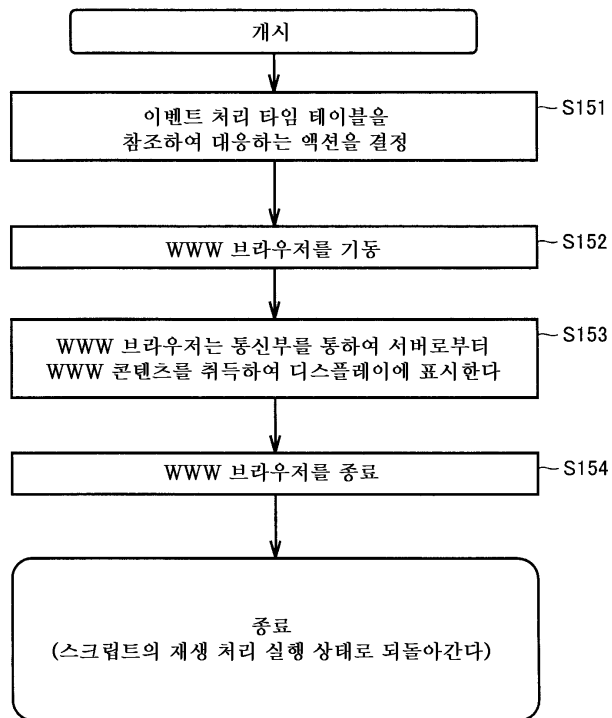 개시
이벤트 처리 타임 테이블을
참조하여 대응하는 액션을 결정
S151
WWW 브라우저를 기동
S152
WWW 브라우저는 통신부를 통하여 서버로부터
WWW 콘텐츠를 취득하여 디스플레이에 표시한다
S153
WWW 브라우저를 종료
S154
종료
(스크립트의 재생 처리 실행 상태로 되돌아간다)